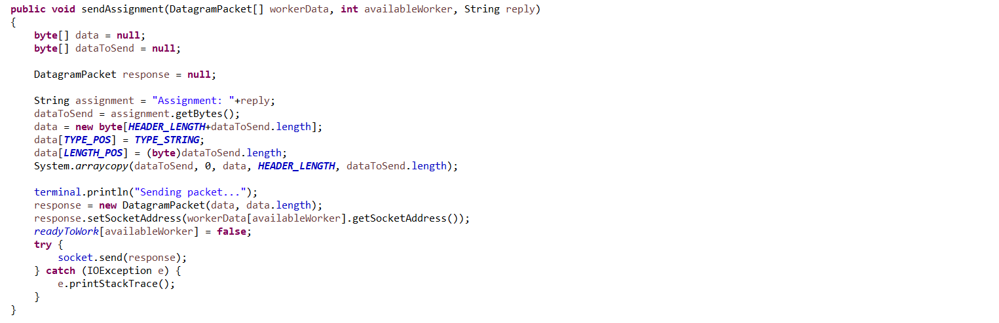 public void sendAssignment(DatagramPacket[] workerData, int availableWorker, String reply)
{
    byte[] data = null;
    byte[] dataToSend = null;

    DatagramPacket response = null;

    String assignment = "Assignment: "+reply;
    dataToSend = assignment.getBytes();
    data = new byte[HEADER_LENGTH+dataToSend.length];
    data[TYPE_POS] = TYPE_STRING;
    data[LENGTH_POS] = (byte)dataToSend.length;
    System.arraycopy(dataToSend, 0, data, HEADER_LENGTH, dataToSend.length);

    terminal.println("Sending packet...");
    response = new DatagramPacket(data, data.length);
    response.setSocketAddress(workerData[availableWorker].getSocketAddress());
    readyToWork[availableWorker] = false;
    try {
        socket.send(response);
    } catch (IOException e) {
        e.printStackTrace();
    }
}